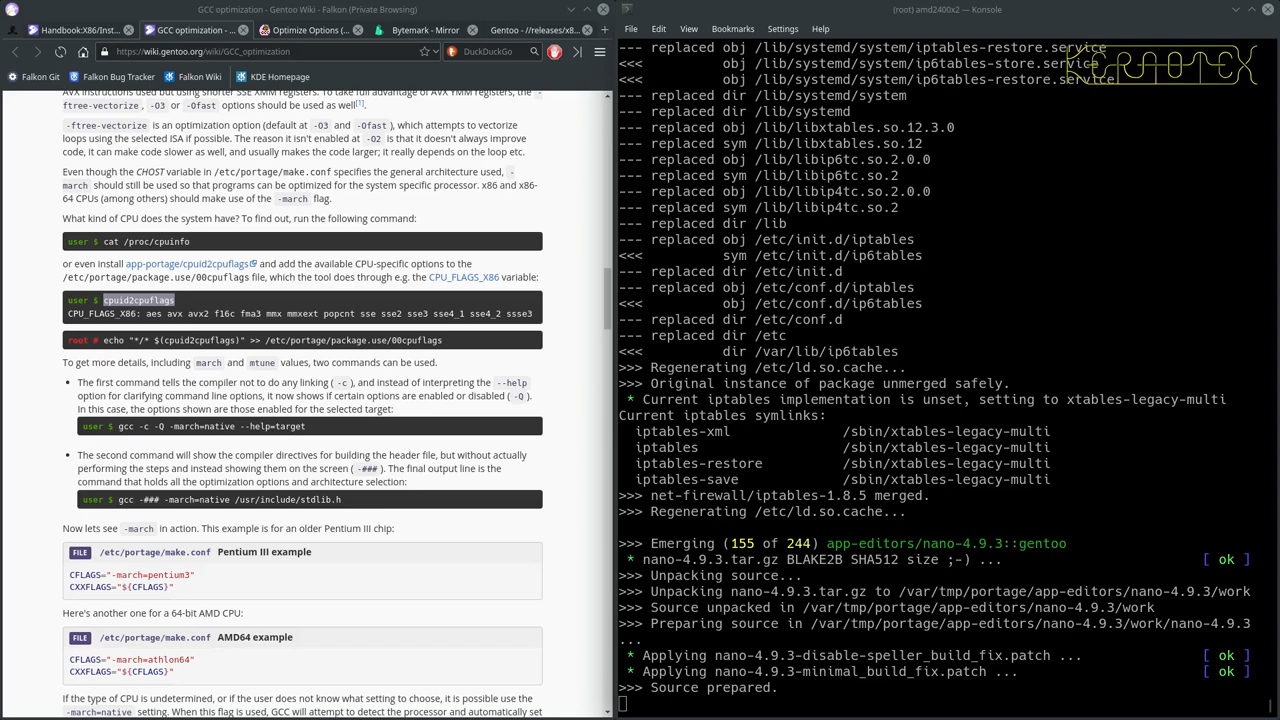 GCC optimization - Gentoo Wiki - Falkon (Private Browsing)
Handbook:X86/Inst...
GCC optimization - ...
Optimize Options (...
Bytemark - Mirror
Gentoo -- /releases/x8...
https://wiki.gentoo.org/wiki/GCC_optimization
DuckDuckGo
Falkon Git
Falkon Bug Tracker
Falkon Wiki
KDE Homepage
AVX instructions used but using shorter SSE XMM registers. To take full advantage of AVX YMM registers, the -
ftree-vectorize, -O3 or -Ofast options should be used as well[1].
-ftree-vectorize is an optimization option (default at -O3 and -Ofast), which attempts to vectorize
loops using the selected ISA if possible. The reason it isn't enabled at -O2 is that it doesn't always improve
code, it can make code slower as well, and usually makes the code larger; it really depends on the loop etc.
Even though the CHOST variable in /etc/portage/make.conf specifies the general architecture used, -
march should still be used so that programs can be optimized for the system specific processor. x86 and x86-
64 CPUs (among others) should make use of the -march flag.
What kind of CPU does the system have? To find out, run the following command:
user $ cat /proc/cpuinfo
or even install app-portage/cpuid2cpuflags and add the available CPU-specific options to the
/etc/portage/package.use/00cpuflags file, which the tool does through e.g. the CPU_FLAGS_X86 variable:
user $ cpuid2cpuflags
CPU_FLAGS_X86: aes avx avx2 f16c fma3 mmx mmxext popcnt sse sse2 sse3 sse4_1 sse4_2 ssse3
root # echo "*/* $(cpuid2cpuflags)" >> /etc/portage/package.use/00cpuflags
To get more details, including march and mtune values, two commands can be used.
• The first command tells the compiler not to do any linking (-c), and instead of interpreting the --help
option for clarifying command line options, it now shows if certain options are enabled or disabled (-Q).
In this case, the options shown are those enabled for the selected target:
user $ gcc -c -Q -march=native --help=target
• The second command will show the compiler directives for building the header file, but without actually
performing the steps and instead showing them on the screen (-###). The final output line is the
command that holds all the optimization options and architecture selection:
user $ gcc -### -march=native /usr/include/stdlib.h
Now lets see -march in action. This example is for an older Pentium III chip:
FILE /etc/portage/make.conf Pentium III example
CFLAGS="-march=pentium3"
CXXFLAGS="${CFLAGS}"
Here's another one for a 64-bit AMD CPU:
FILE /etc/portage/make.conf AMD64 example
CFLAGS="-march=athlon64"
CXXFLAGS="${CFLAGS}"
If the type of CPU is undetermined, or if the user does not know what setting to choose, it is possible use the
-march=native setting. When this flag is used, GCC will attempt to detect the processor and automatically set
(root) amd2400x2 — Konsole
File Edit View Bookmarks Settings Help
KERNOTEX
--- replaced obj /lib/systemd/system/iptables-restore.service
<<< obj /lib/systemd/system/ip6tables-store.service
<<< obj /lib/systemd/system/ip6tables-restore.service
--- replaced dir /lib/systemd/system
--- replaced dir /lib/systemd
--- replaced obj /lib/libxtables.so.12.3.0
--- replaced sym /lib/libxtables.so.12
--- replaced obj /lib/libip6tc.so.2.0.0
--- replaced sym /lib/libip6tc.so.2
--- replaced obj /lib/libip4tc.so.2.0.0
--- replaced sym /lib/libip4tc.so.2
--- replaced dir /lib
--- replaced obj /etc/init.d/iptables
<<< sym /etc/init.d/ip6tables
--- replaced dir /etc/init.d
--- replaced obj /etc/conf.d/iptables
<<< obj /etc/conf.d/ip6tables
--- replaced dir /etc/conf.d
--- replaced dir /etc
<<< dir /var/lib/ip6tables
>>> Regenerating /etc/ld.so.cache...
>>> Original instance of package unmerged safely.
* Current iptables implementation is unset, setting to xtables-legacy-multi
Current iptables symlinks:
iptables-xml /sbin/xtables-legacy-multi
iptables /sbin/xtables-legacy-multi
iptables-restore /sbin/xtables-legacy-multi
iptables-save /sbin/xtables-legacy-multi
>>> net-firewall/iptables-1.8.5 merged.
>>> Regenerating /etc/ld.so.cache...
>>> Emerging (155 of 244) app-editors/nano-4.9.3::gentoo
* nano-4.9.3.tar.gz BLAKE2B SHA512 size ;-) ... [ ok ]
>>> Unpacking source...
>>> Unpacking nano-4.9.3.tar.gz to /var/tmp/portage/app-editors/nano-4.9.3/work
>>> Source unpacked in /var/tmp/portage/app-editors/nano-4.9.3/work
>>> Preparing source in /var/tmp/portage/app-editors/nano-4.9.3/work/nano-4.9.3
...
* Applying nano-4.9.3-disable-speller_build_fix.patch ... [ ok ]
* Applying nano-4.9.3-minimal_build_fix.patch ... [ ok ]
>>> Source prepared.